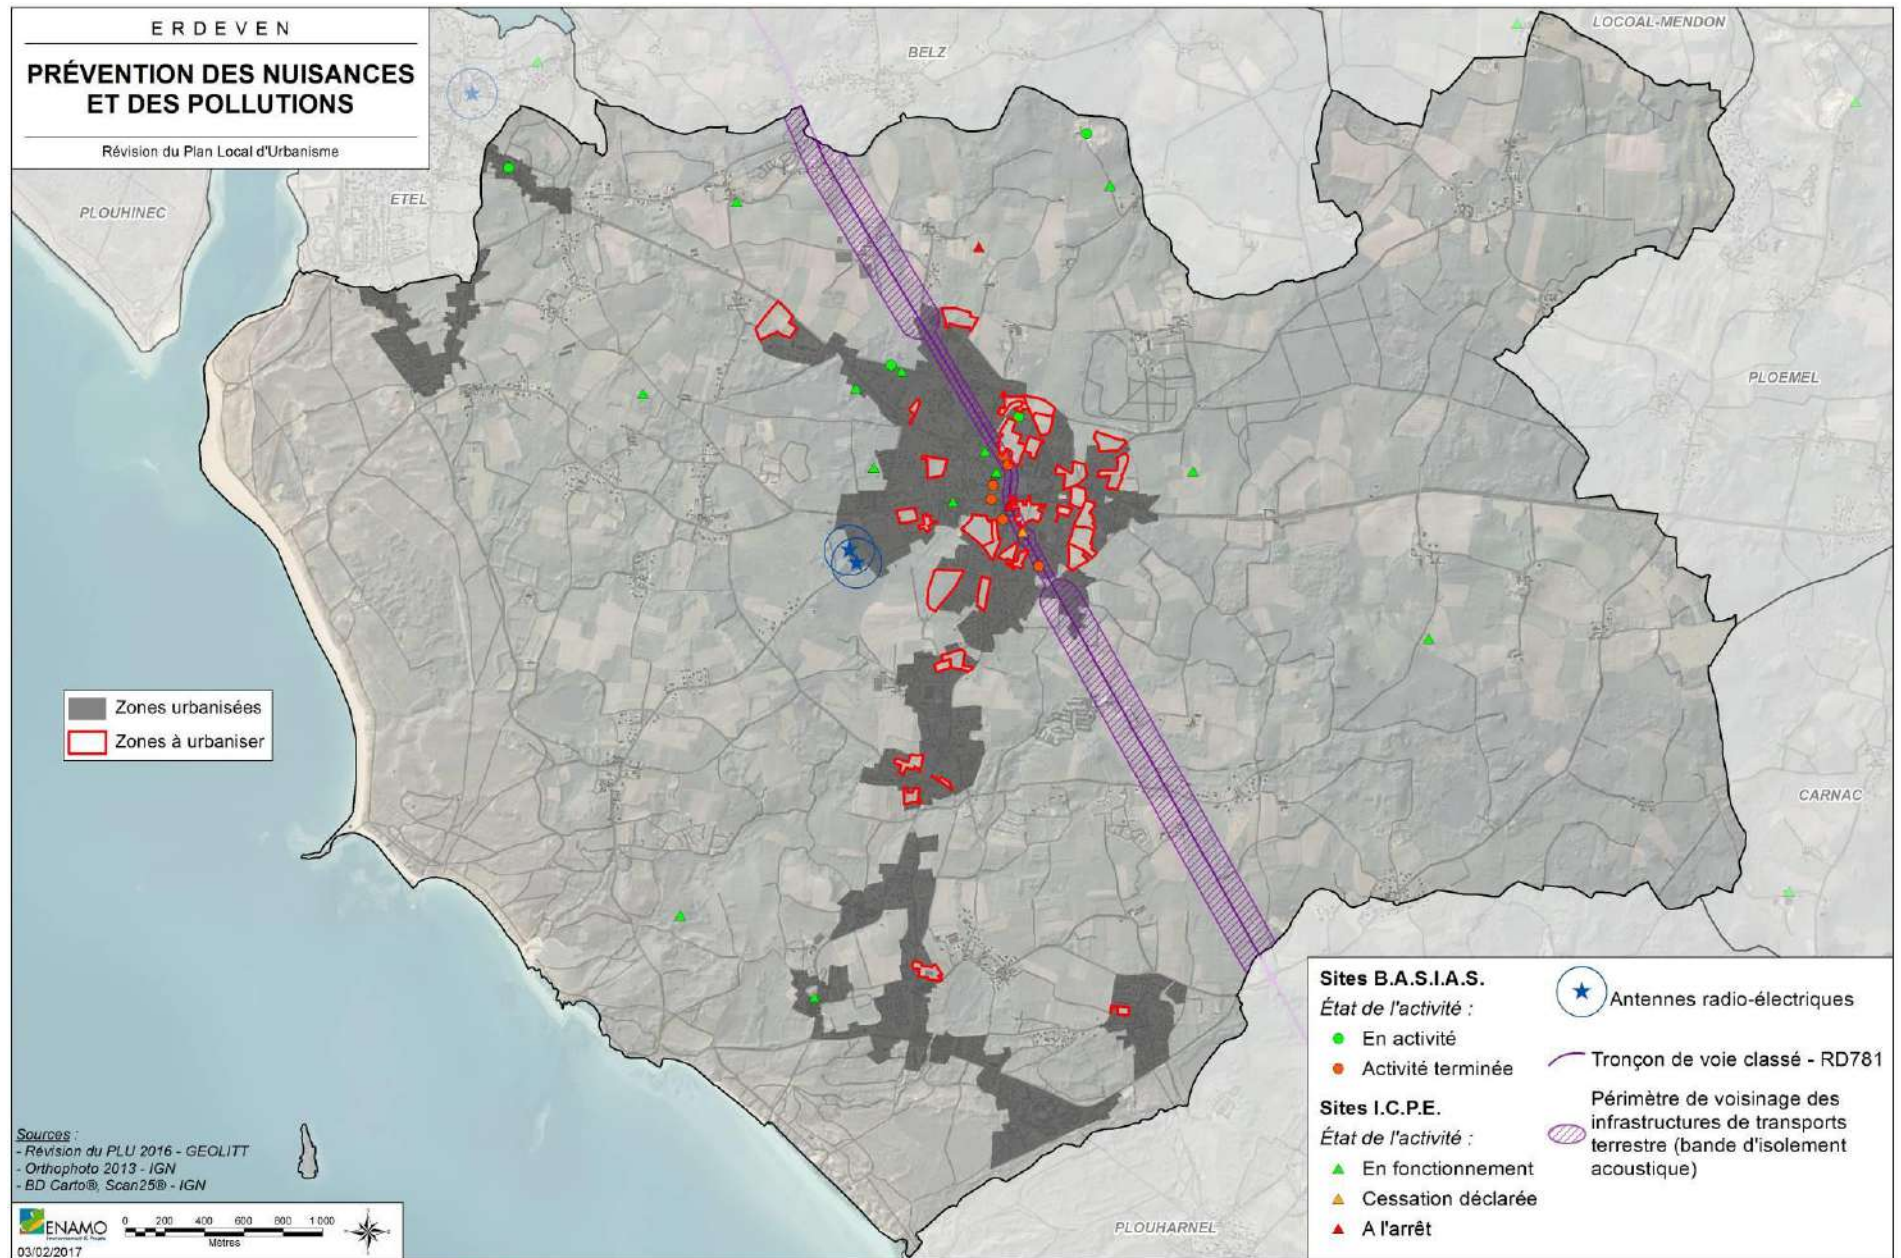 ERDEVEN
PRÉVENTION DES NUISANCES
ET DES POLLUTIONS
Révision du Plan Local d'Urbanisme
LOCOAL-MENDON
BELZ
PLOUHINEC
ETEL
PLOEMEL
CARNAC
PLOUHARNEL
Zones urbanisées
Zones à urbaniser
Sources :
- Révision du PLU 2016 - GEOLITT
- Orthophoto 2013 - IGN
- BD Carto®, Scan25® - IGN
ENAMO
Environnement & Projets
03/02/2017
0 200 400 600 800 1 000
Mètres
Sites B.A.S.I.A.S.
État de l'activité :
En activité
Activité terminée
Sites I.C.P.E.
État de l'activité :
En fonctionnement
Cessation déclarée
A l'arrêt
Antennes radio-électriques
Tronçon de voie classé - RD781
Périmètre de voisinage des
infrastructures de transports
terrestre (bande d'isolement
acoustique)